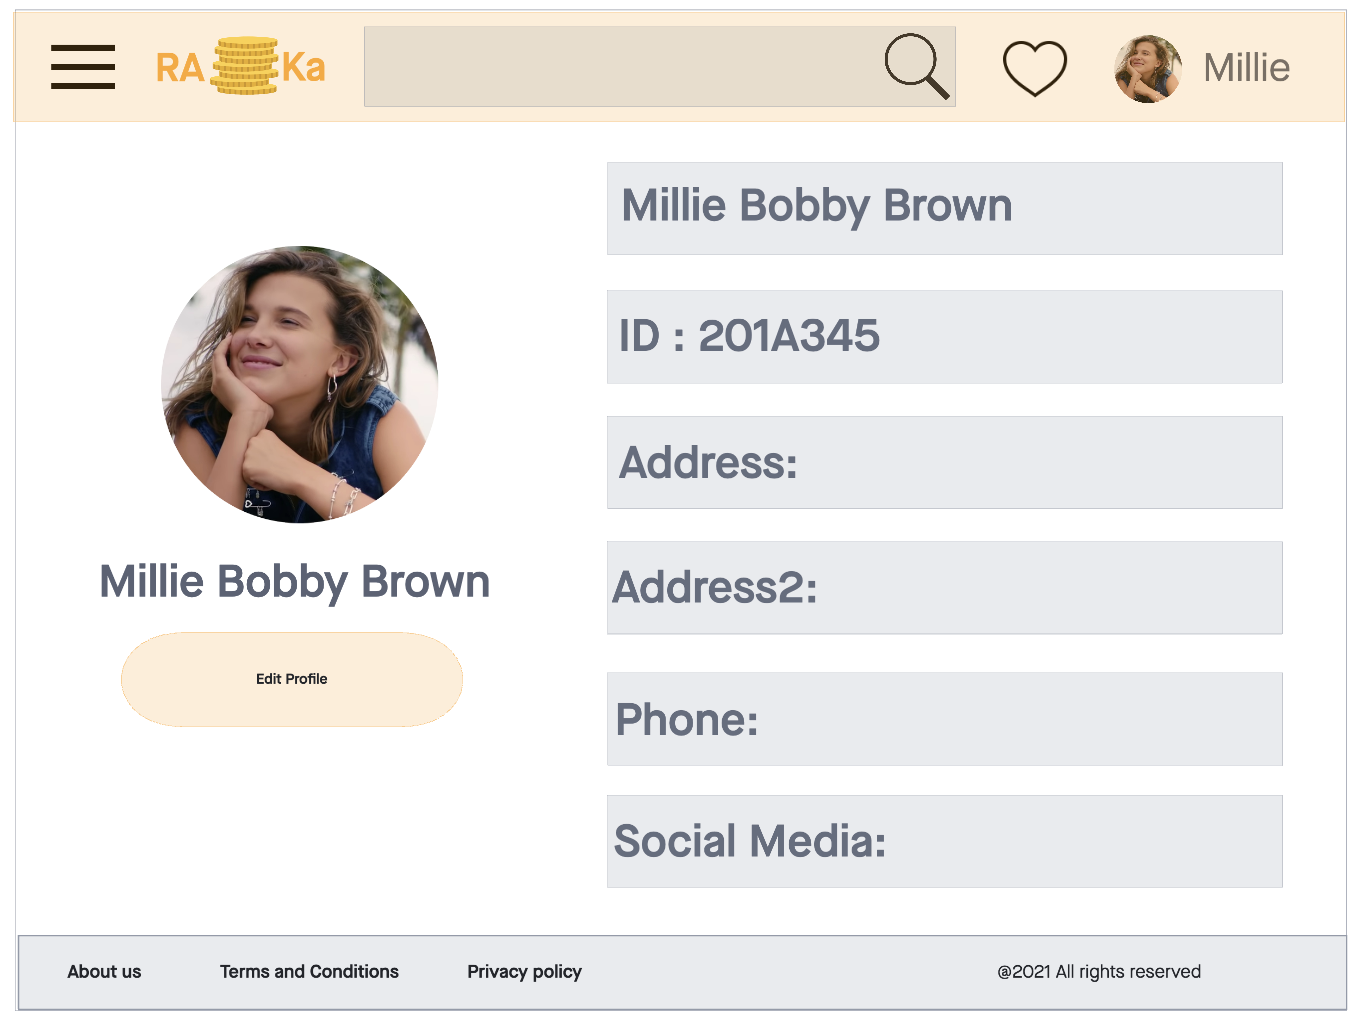 RA Ka
Millie
Millie Bobby Brown
ID : 201A345
Address:
Address2:
Phone:
Social Media:
Millie Bobby Brown
Edit Profile
About us
Terms and Conditions
Privacy policy
@2021 All rights reserved